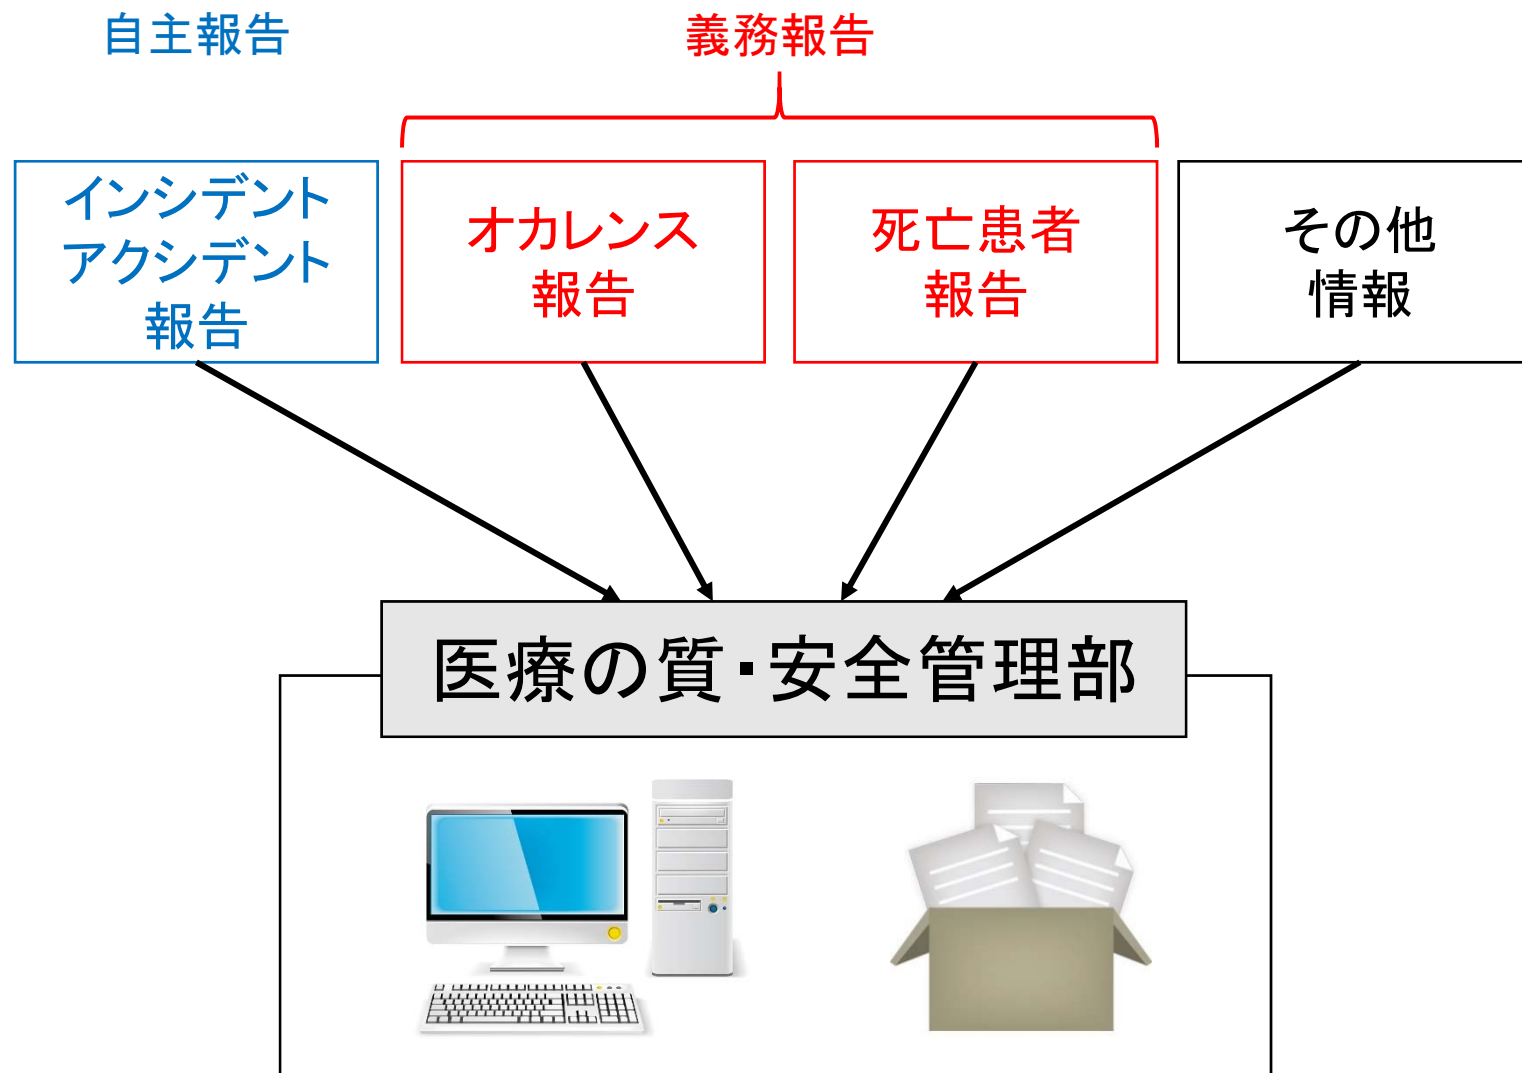 自主報告
義務報告
インシデント
アクシデント
報告
オカレンス
報告
死亡患者
報告
その他
情報
医療の質・安全管理部